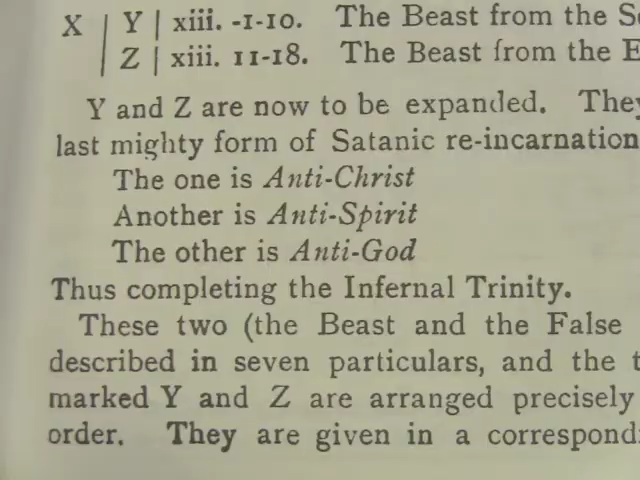 X | Y | xiii. -1-10. The Beast from the
Z | xiii. 11-18. The Beast from the
Y and Z are now to be expanded. They
last mighty form of Satanic re-incarnation
The one is Anti-Christ
Another is Anti-Spirit
The other is Anti-God
Thus completing the Infernal Trinity.
These two (the Beast and the False
described in seven particulars, and the
marked Y and Z are arranged precisely
order. They are given in a